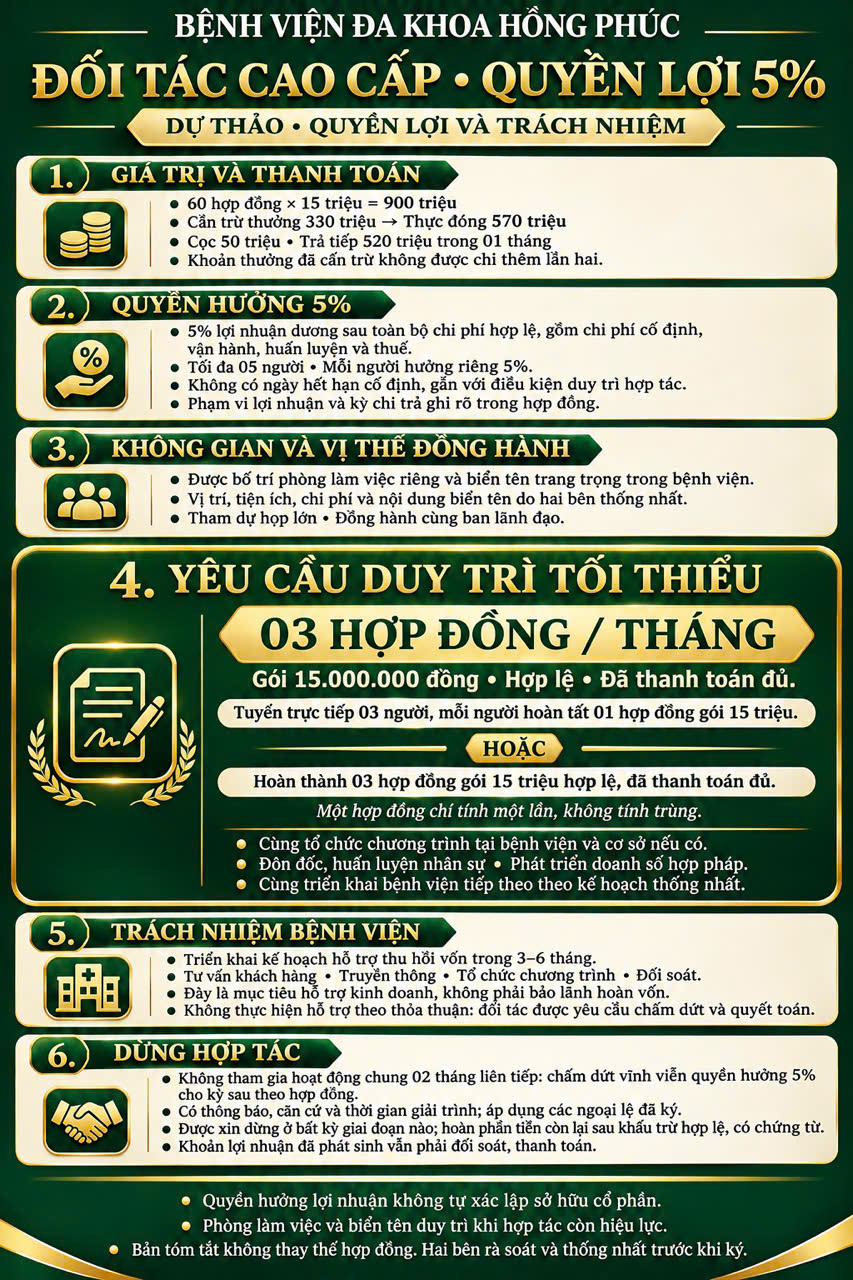 BỆNH VIỆN ĐA KHOA HỒNG PHÚC
ĐỐI TÁC CAO CẤP • QUYỀN LỢI 5%
DỰ THẢO • QUYỀN LỢI VÀ TRÁCH NHIỆM
1. GIÁ TRỊ VÀ THANH TOÁN
• 60 hợp đồng × 15 triệu = 900 triệu
• Cấn trừ thưởng 330 triệu → Thực đóng 570 triệu
• Cọc 50 triệu • Trả tiếp 520 triệu trong 01 tháng
• Khoản thưởng đã cấn trừ không được chi thêm lần hai.
2. QUYỀN HƯỞNG 5%
%
• 5% lợi nhuận dương sau toàn bộ chi phí hợp lệ, gồm chi phí cố định,
vận hành, huấn luyện và thuế.
• Tối đa 05 người • Mỗi người hưởng riêng 5%.
• Không có ngày hết hạn cố định, gắn với điều kiện duy trì hợp tác.
• Phạm vi lợi nhuận và kỳ chi trả ghi rõ trong hợp đồng.
3. KHÔNG GIAN VÀ VỊ THẾ ĐỒNG HÀNH
• Được bố trí phòng làm việc riêng và biển tên trang trọng trong bệnh viện.
• Vị trí, tiện ích, chi phí và nội dung biển tên do hai bên thống nhất.
• Tham dự họp lớn • Đồng hành cùng ban lãnh đạo.
4. YÊU CẦU DUY TRÌ TỐI THIỂU
03 HỢP ĐỒNG / THÁNG
Gói 15.000.000 đồng • Hợp lệ • Đã thanh toán đủ.
Tuyển trực tiếp 03 người, mỗi người hoàn tất 01 hợp đồng gói 15 triệu.
HOẶC
Hoàn thành 03 hợp đồng gói 15 triệu hợp lệ, đã thanh toán đủ.
Một hợp đồng chỉ tính một lần, không tính trùng.
• Cùng tổ chức chương trình tại bệnh viện và cơ sở nếu có.
• Đôn đốc, huấn luyện nhân sự • Phát triển doanh số hợp pháp.
• Cùng triển khai bệnh viện tiếp theo theo kế hoạch thống nhất.
5. TRÁCH NHIỆM BỆNH VIỆN
• Triển khai kế hoạch hỗ trợ thu hồi vốn trong 3–6 tháng.
• Tư vấn khách hàng • Truyền thông • Tổ chức chương trình • Đối soát.
• Đây là mục tiêu hỗ trợ kinh doanh, không phải bảo lãnh hoàn vốn.
• Không thực hiện hỗ trợ theo thỏa thuận: đối tác được yêu cầu chấm dứt và quyết toán.
6. DỪNG HỢP TÁC
• Không tham gia hoạt động chung 02 tháng liên tiếp: chấm dứt vĩnh viễn quyền hưởng 5%
cho kỳ sau theo hợp đồng.
• Có thông báo, căn cứ và thời gian giải trình; áp dụng các ngoại lệ đã ký.
• Được xin dừng ở bất kỳ giai đoạn nào; hoàn phần tiền còn lại sau khấu trừ hợp lệ, có chứng từ.
• Khoản lợi nhuận đã phát sinh vẫn phải đối soát, thanh toán.
• Quyền hưởng lợi nhuận không tự xác lập sở hữu cổ phần.
• Phòng làm việc và biển tên duy trì khi hợp tác còn hiệu lực.
• Bản tóm tắt không thay thế hợp đồng. Hai bên rà soát và thống nhất trước khi ký.